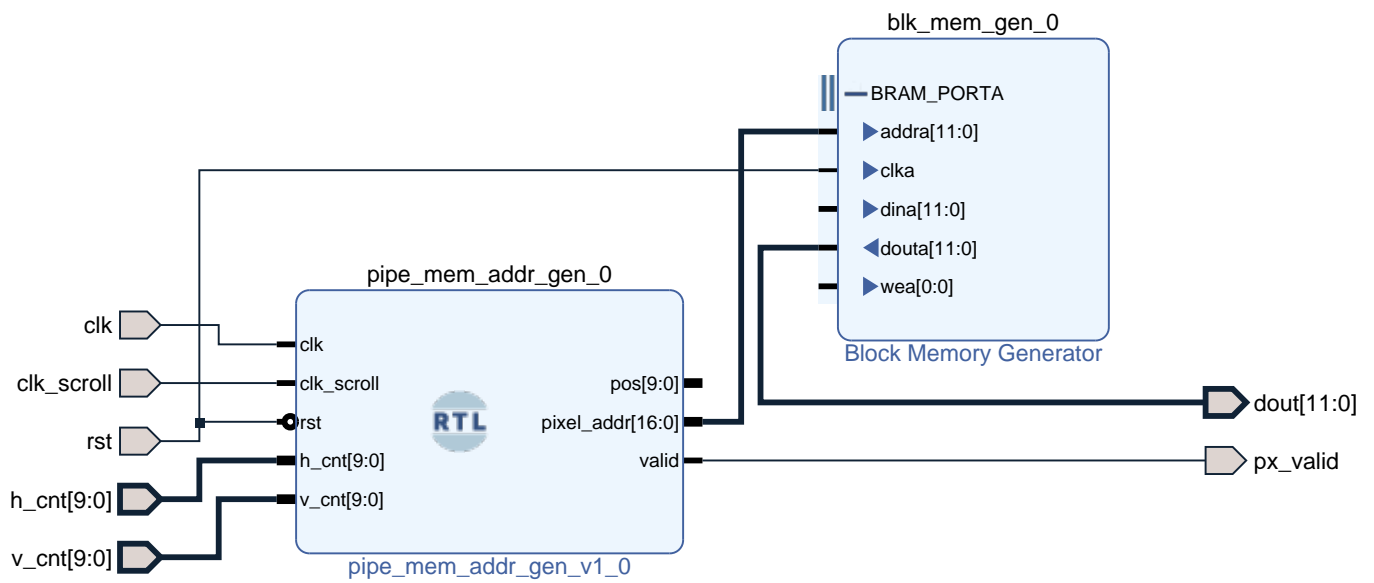 blk_mem_gen_0
BRAM_PORTA
addra[11:0]
clka
dina[11:0]
douta[11:0]
wea[0:0]
Block Memory Generator
pipe_mem_addr_gen_0
clk
clk_scroll
rst
h_cnt[9:0]
v_cnt[9:0]
clk
clk_scroll
rst
h_cnt[9:0]
v_cnt[9:0]
RTL
pos[9:0]
pixel_addr[16:0]
valid
pipe_mem_addr_gen_v1_0
dout[11:0]
px_valid